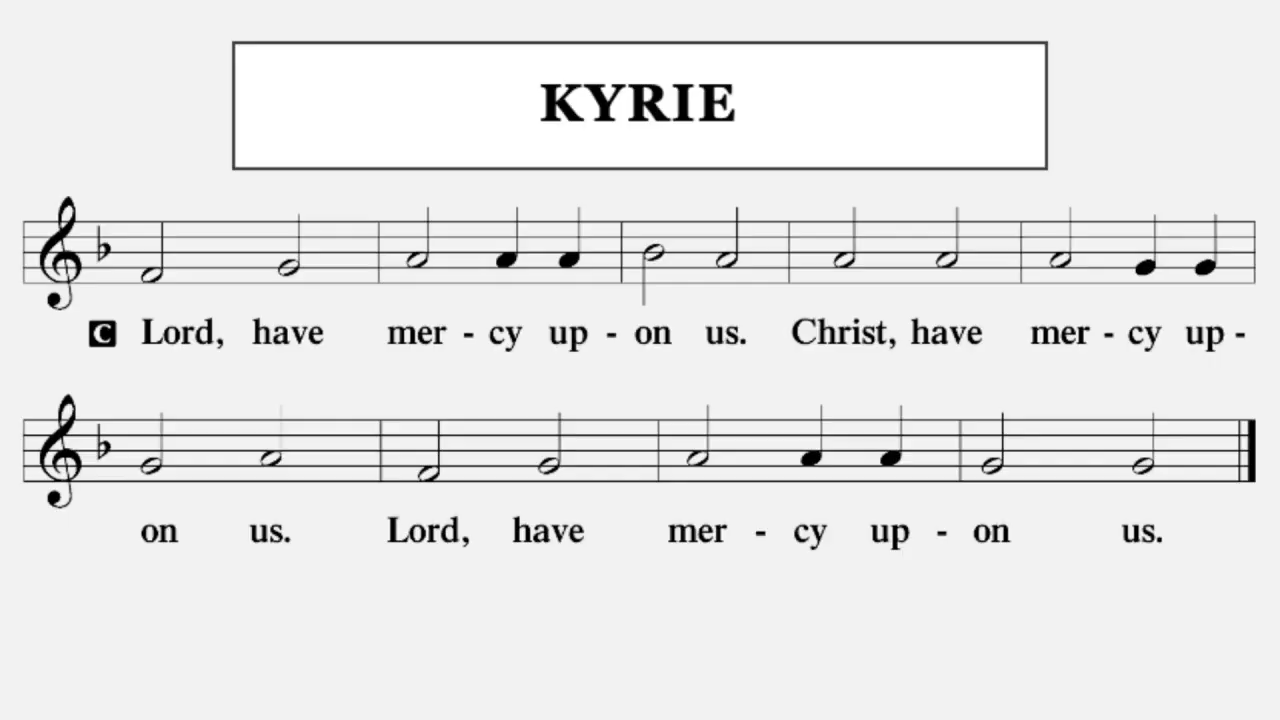 KYRIE
C Lord, have mer - cy up - on us. Christ, have mer - cy up -
on us. Lord, have mer - cy up - on us.